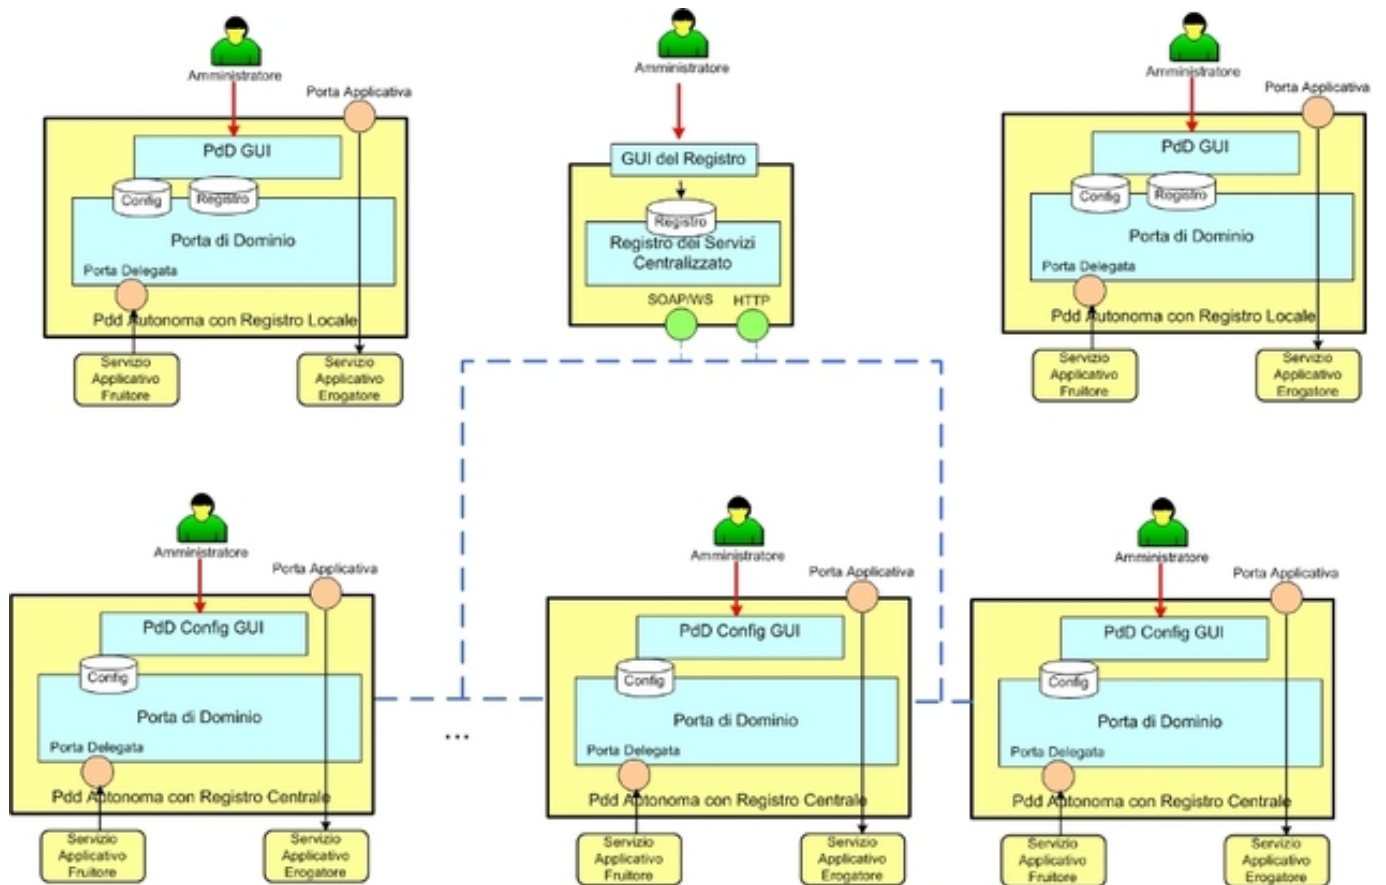 Amministratore
Porta Applicativa
PdD GUI
Config
Registro
Porta di Dominio
Porta Delegata
Pdd Autonoma con Registro Locale
Servizio
Applicativo
Fruitore
Servizio
Applicativo
Erogatore
Amministratore
GUI del Registro
Registro
Registro dei Servizi
Centralizzato
SOAP/WS
HTTP
Amministratore
Porta Applicativa
PdD GUI
Config
Registro
Porta di Dominio
Porta Delegata
Pdd Autonoma con Registro Locale
Servizio
Applicativo
Fruitore
Servizio
Applicativo
Erogatore
Amministratore
Porta Applicativa
PdD Config GUI
Config
Porta di Dominio
Porta Delegata
Pdd Autonoma con Registro Centrale
Servizio
Applicativo
Fruitore
Servizio
Applicativo
Erogatore
...
Amministratore
Porta Applicativa
PdD Config GUI
Config
Porta di Dominio
Porta Delegata
Pdd Autonoma con Registro Centrale
Servizio
Applicativo
Fruitore
Servizio
Applicativo
Erogatore
Amministratore
Porta Applicativa
PdD Config GUI
Config
Porta di Dominio
Porta Delegata
Pdd Autonoma con Registro Centrale
Servizio
Applicativo
Fruitore
Servizio
Applicativo
Erogatore